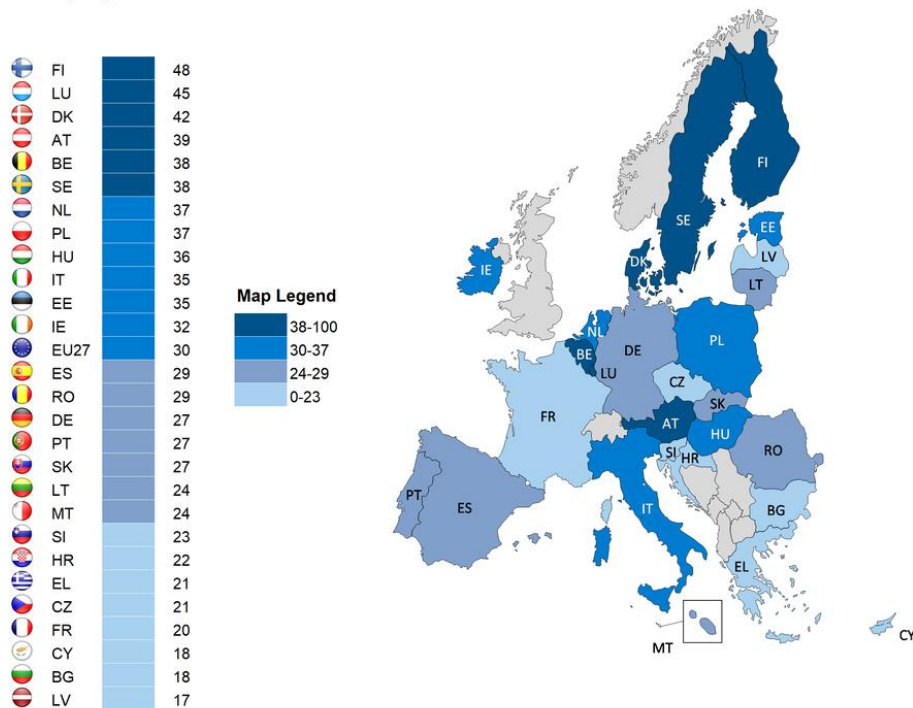 FI 48
LU 45
DK 42
AT 39
BE 38
SE 38
NL 37
PL 37
HU 36
IT 35
EE 35
IE 32
EU27 30
ES 29
RO 29
DE 27
PT 27
SK 27
LT 24
MT 24
SI 23
HR 22
EL 21
CZ 21
FR 20
CY 18
BG 18
LV 17
Map Legend
38-100
30-37
24-29
0-23
FI
SE
EE
LV
LT
DK
IE
NL
BE
DE
PL
LU
CZ
SK
FR
AT
HU
SI
HR
RO
PT
ES
IT
BG
EL
MT
CY